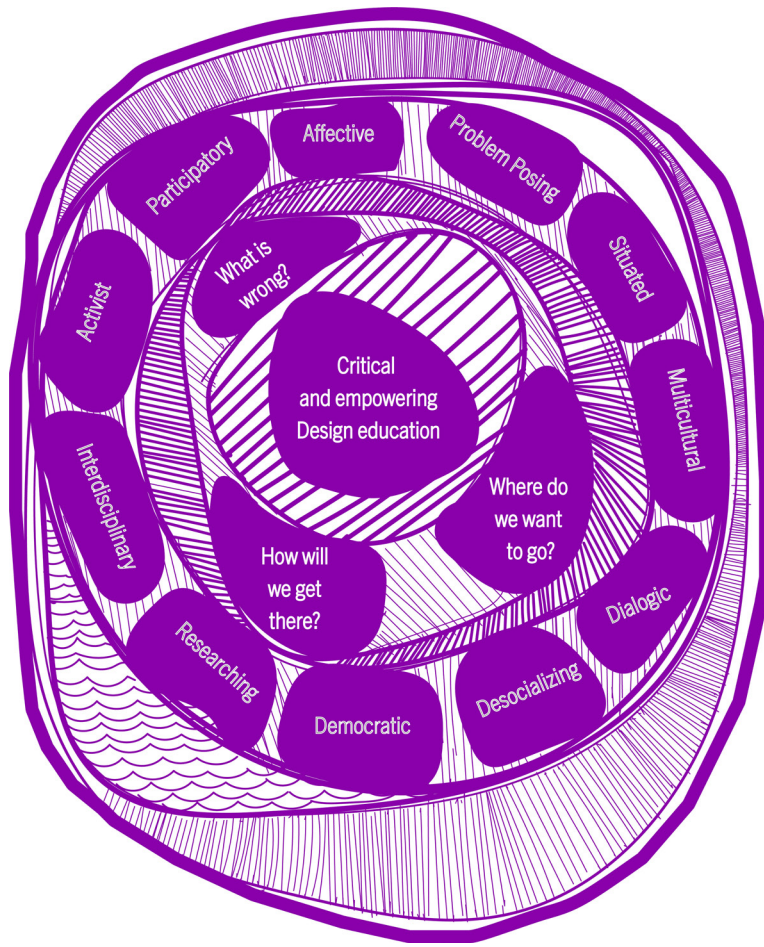 Affective
Problem Posing
Participatory
Situated
What is
wrong?
Activist
Critical
and empowering
Design education
Multicultural
Interdisciplinary
Where do
we want
to go?
How will
we get
there?
Dialogic
Researching
Desocializing
Democratic